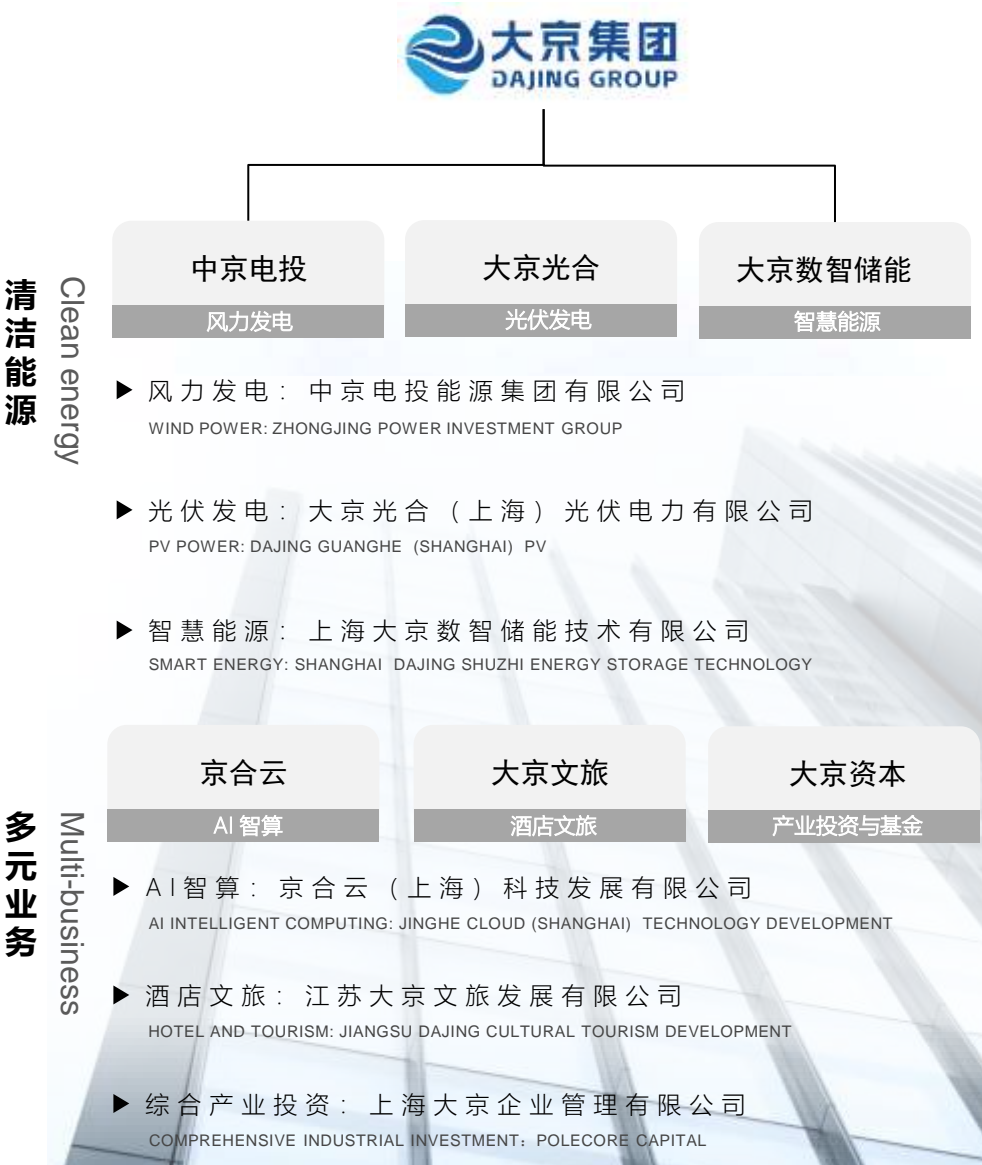 大京集团
DAJING GROUP
清洁能源
Clean energy
中京电投
风力发电
大京光合
光伏发电
大京数智储能
智慧能源
▶ 风力发电：中京电投能源集团有限公司
WIND POWER: ZHONGJING POWER INVESTMENT GROUP
▶ 光伏发电：大京光合（上海）光伏电力有限公司
PV POWER: DAJING GUANGHE (SHANGHAI) PV
▶ 智慧能源：上海大京数智储能技术有限公司
SMART ENERGY: SHANGHAI DAJING SHUZHI ENERGY STORAGE TECHNOLOGY
多元业务
Multi-business
京合云
AI 智算
大京文旅
酒店文旅
大京资本
产业投资与基金
▶ AI智算：京合云（上海）科技发展有限公司
AI INTELLIGENT COMPUTING: JINGHE CLOUD (SHANGHAI) TECHNOLOGY DEVELOPMENT
▶ 酒店文旅：江苏大京文旅发展有限公司
HOTEL AND TOURISM: JIANGSU DAJING CULTURAL TOURISM DEVELOPMENT
▶ 综合产业投资：上海大京企业管理有限公司
COMPREHENSIVE INDUSTRIAL INVESTMENT：POLECORE CAPITAL